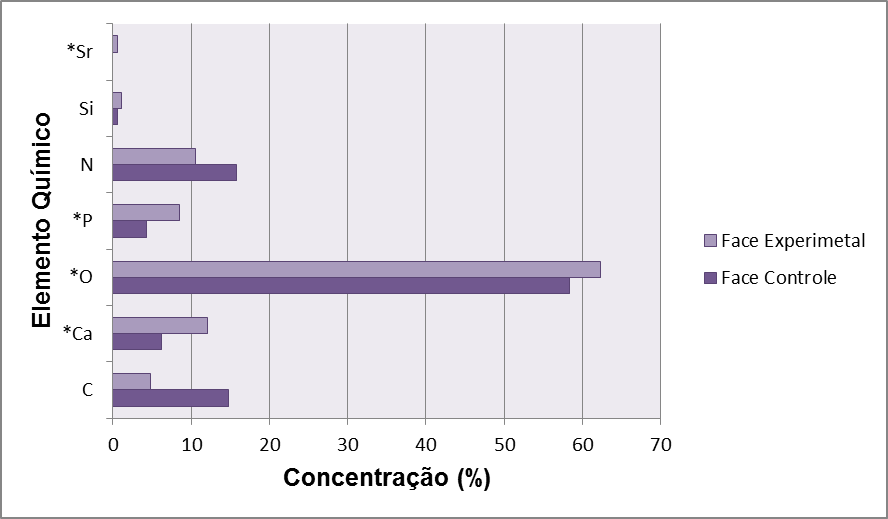 *Sr
Si
N
*P
*O
*Ca
C
Elemento Químico
0 10 20 30 40 50 60 70
Concentração (%)
Face Experimetal
Face Controle